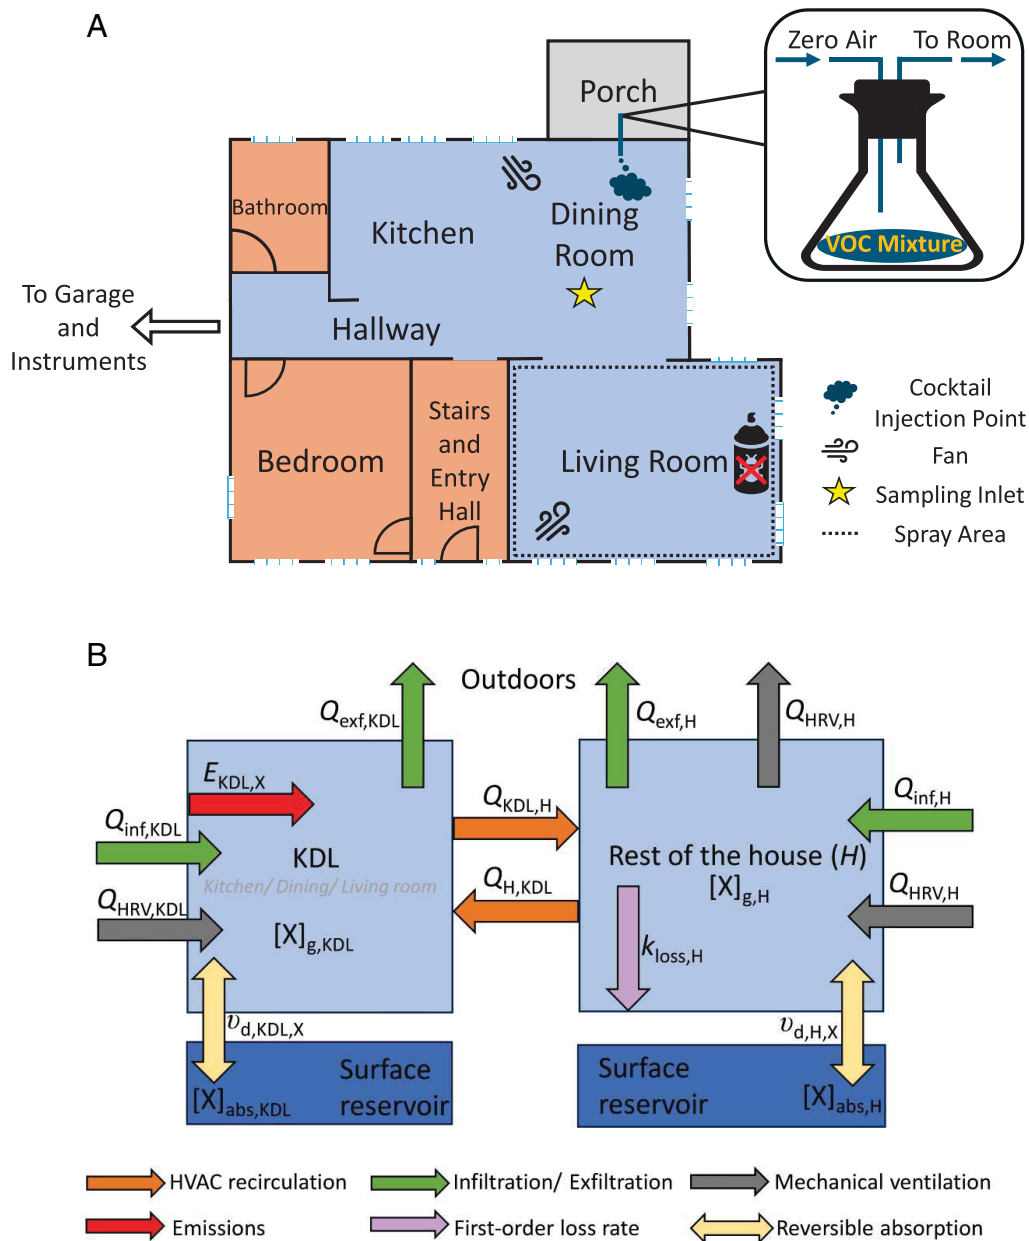 A
Porch
Zero Air
To Room
VOC Mixture
Bathroom
Kitchen
Dining
Room
To Garage
and
Instruments
Hallway
Bedroom
Stairs
and
Entry
Hall
Living Room
Cocktail
Injection Point
Fan
Sampling Inlet
Spray Area
B
Outdoors
Qexf,KDL
Qexf,H
QHRV,H
EKDL,X
Qinf,KDL
QKDL,H
Qinf,H
KDL
Kitchen/ Dining/ Living room
Rest of the house (H)
[X]g,H
QHRV,KDL
QH,KDL
QHRV,H
[X]g,KDL
kloss,H
υd,KDL,X
υd,H,X
Surface
reservoir
[X]abs,KDL
Surface
reservoir
[X]abs,H
HVAC recirculation
Infiltration/ Exfiltration
Mechanical ventilation
Emissions
First-order loss rate
Reversible absorption